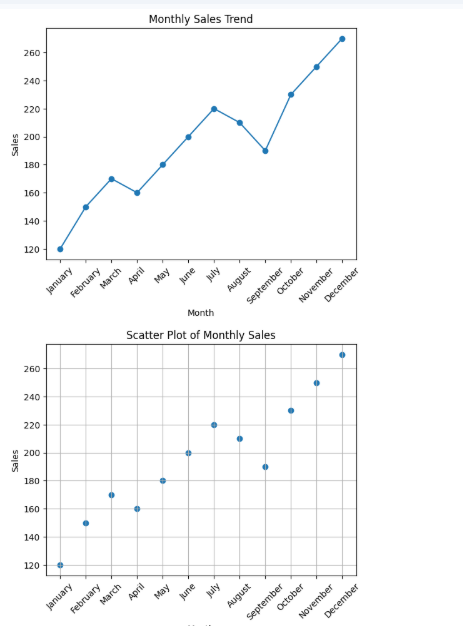 Monthly Sales Trend
260
240
220
200
180
160
140
120
Sales
January
February
March
April
May
June
July
August
September
October
November
December
Month
Scatter Plot of Monthly Sales
260
240
220
200
180
160
140
120
Sales
January
February
March
April
May
June
July
August
September
October
November
December